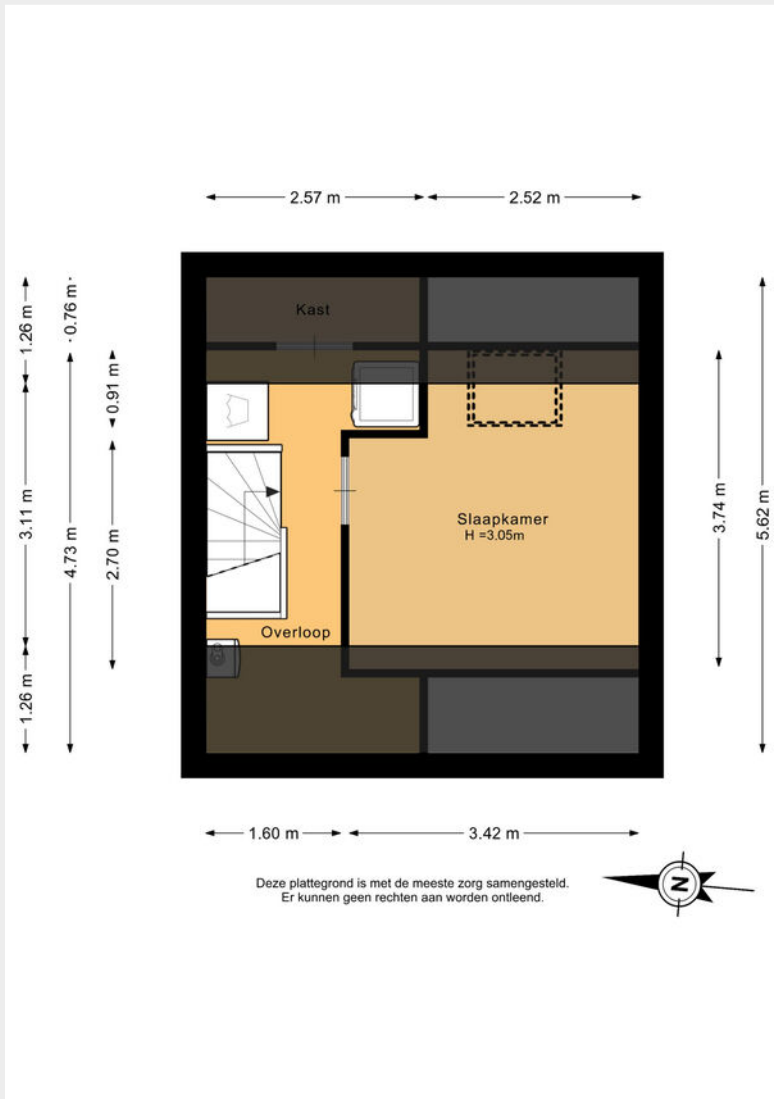 2.57 m
2.52 m
1.26 m
0.76 m
Kast
0.91 m
3.11 m
4.73 m
2.70 m
Slaapkamer
H =3.05m
3.74 m
5.62 m
Overloop
1.26 m
1.60 m
3.42 m
Deze plattegrond is met de meeste zorg samengesteld.
Er kunnen geen rechten aan worden ontleend.
N